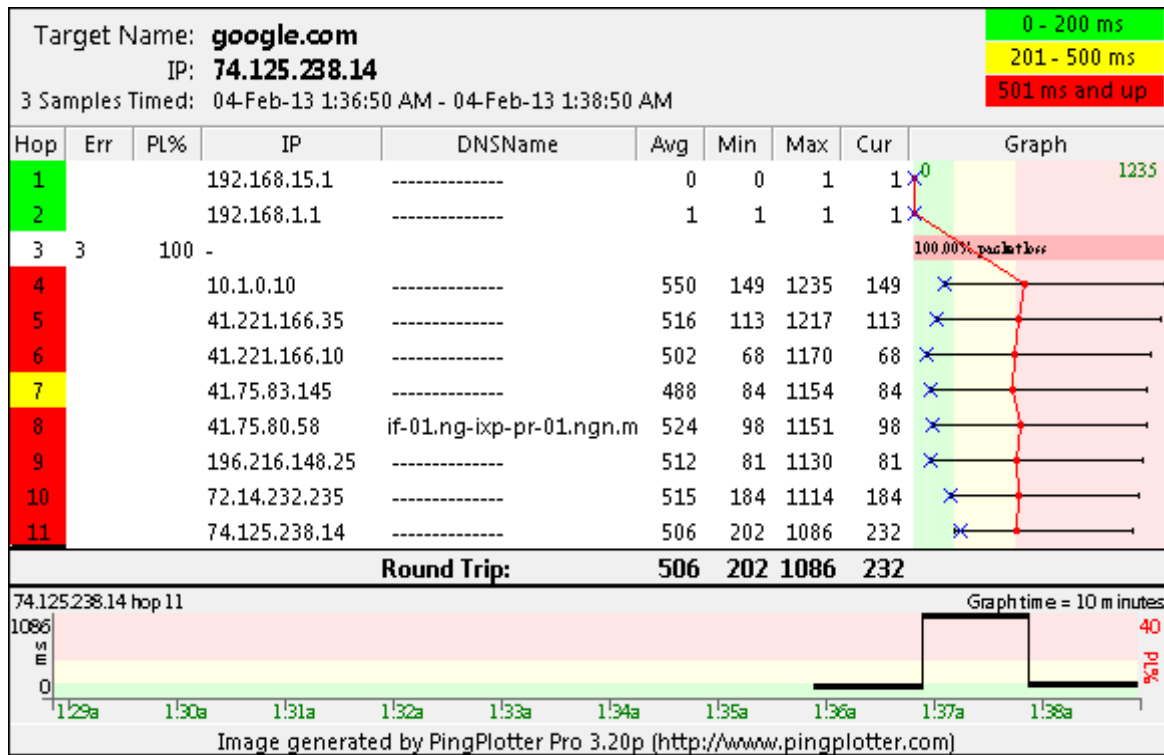 Target Name: google.com
0 - 200 ms
IP: 74.125.238.14
201 - 500 ms
3 Samples Timed: 04-Feb-13 1:36:50 AM - 04-Feb-13 1:38:50 AM
501 ms and up
Hop Err PL% IP DNSName Avg Min Max Cur Graph
1 192.168.15.1 -------------- 0 0 1 1 0 1235
2 192.168.1.1 -------------- 1 1 1 1
3 3 100 - 100.00% packet loss
4 10.1.0.10 -------------- 550 149 1235 149
5 41.221.166.35 -------------- 516 113 1217 113
6 41.221.166.10 -------------- 502 68 1170 68
7 41.75.83.145 -------------- 488 84 1154 84
8 41.75.80.58 if-01.ng-ixp-pr-01.ngn.m 524 98 1151 98
9 196.216.148.25 -------------- 512 81 1130 81
10 72.14.232.235 -------------- 515 184 1114 184
11 74.125.238.14 -------------- 506 202 1086 232
Round Trip: 506 202 1086 232
74.125.238.14 hop 11 Graph time = 10 minutes
1086 40
ms PL%
0
1:29a 1:30a 1:31a 1:32a 1:33a 1:34a 1:35a 1:36a 1:37a 1:38a
Image generated by PingPlotter Pro 3.20p (http://www.pingplotter.com)